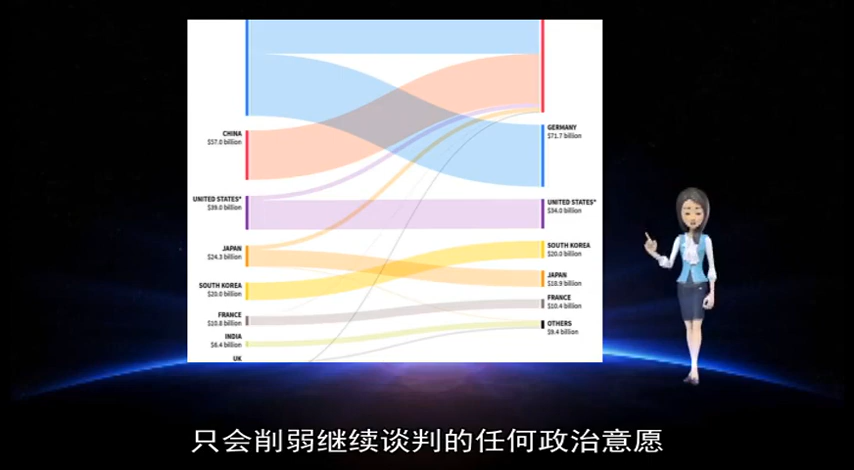 CHINA
$57.0 billion
UNITED STATES*
$39.0 billion
JAPAN
$24.3 billion
SOUTH KOREA
$20.0 billion
FRANCE
$10.8 billion
INDIA
$6.4 billion
UK
GERMANY
$71.7 billion
UNITED STATES*
$34.0 billion
SOUTH KOREA
$20.0 billion
JAPAN
$18.9 billion
FRANCE
$10.4 billion
OTHERS
$9.4 billion
只会削弱继续谈判的任何政治意愿